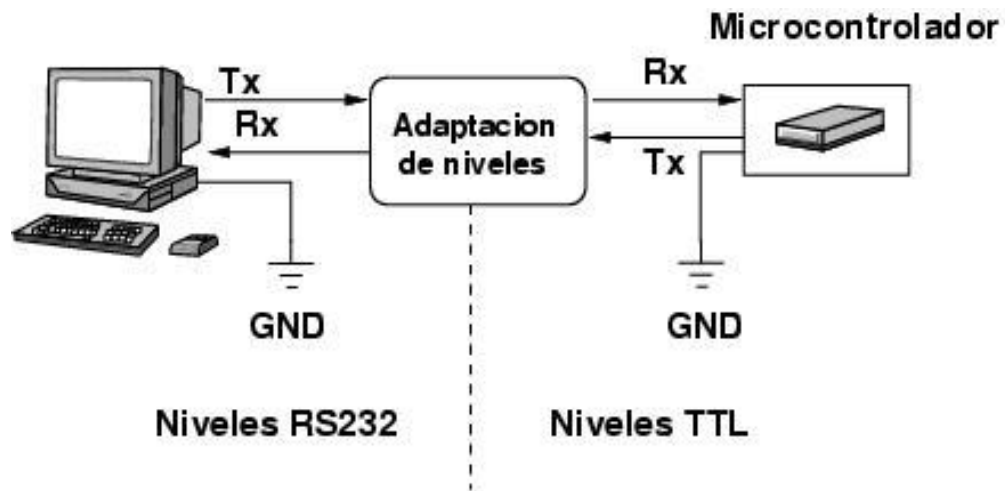 Microcontrolador
Tx
Rx
Adaptacion
de niveles
Rx
Tx
GND
GND
Niveles RS232
Niveles TTL